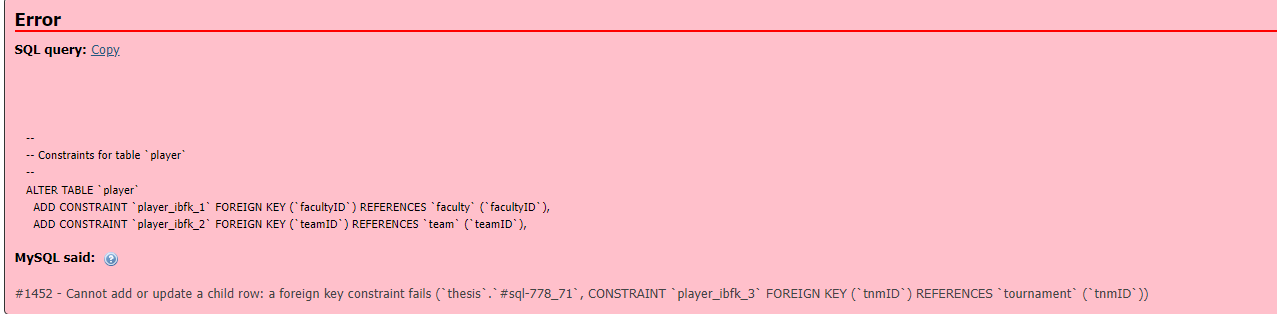 Error
SQL query: Copy
--
-- Constraints for table `player`
--
ALTER TABLE `player`
ADD CONSTRAINT `player_ibfk_1` FOREIGN KEY (`facultyID`) REFERENCES `faculty` (`facultyID`),
ADD CONSTRAINT `player_ibfk_2` FOREIGN KEY (`teamID`) REFERENCES `team` (`teamID`),
MySQL said: ?
#1452 - Cannot add or update a child row: a foreign key constraint fails (`thesis`.`#sql-778_71`, CONSTRAINT `player_ibfk_3` FOREIGN KEY (`tnmID`) REFERENCES `tournament` (`tnmID`))